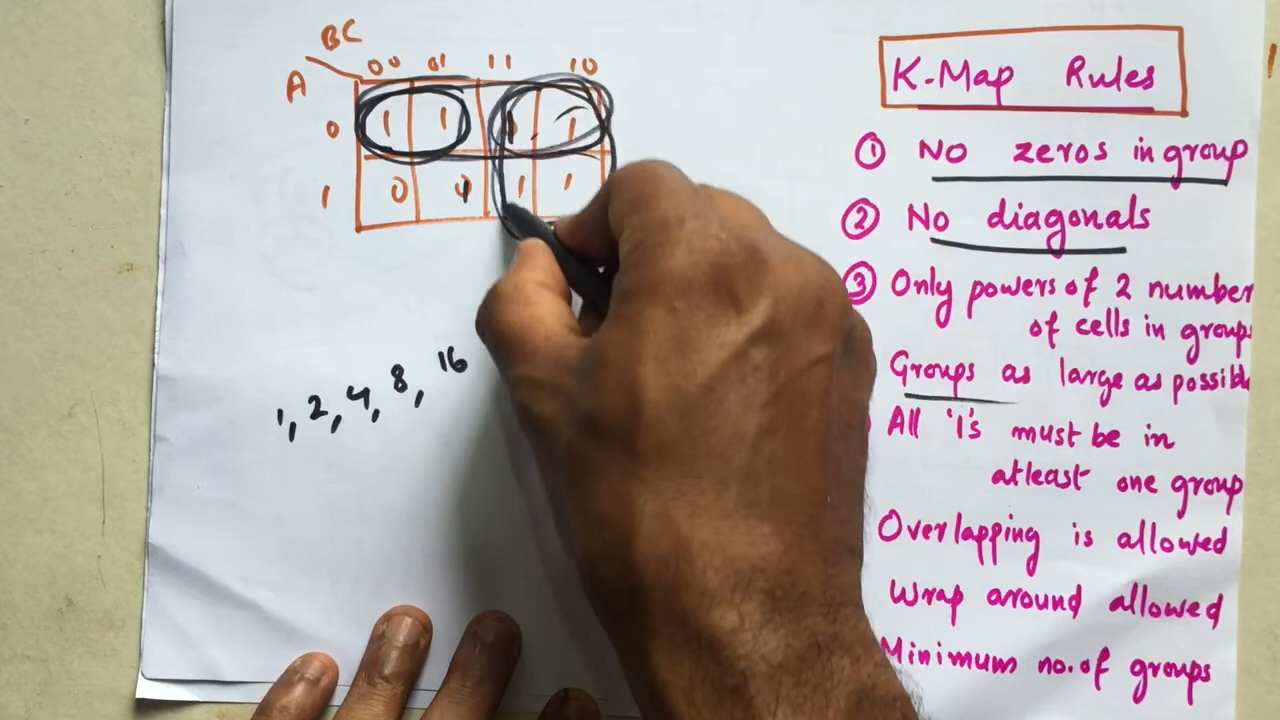 BC
A
00 01 11 10
0 1 1 1 1
1 0 1 1 1
1, 2, 4, 8, 16
K-Map Rules
① No zeros in group
② No diagonals
③ Only powers of 2 number
of cells in groups
Groups as large as possible
All '1's must be in
atleast one group
Overlapping is allowed
Wrap around allowed
Minimum no. of groups